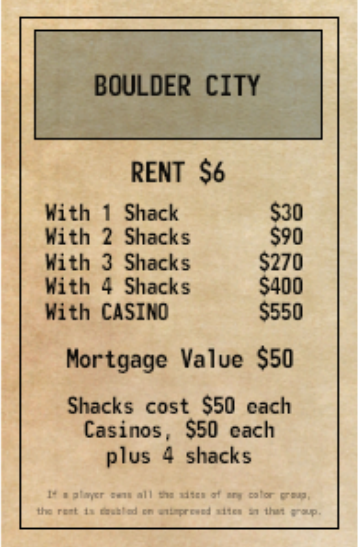 BOULDER CITY
RENT $6
With 1 Shack $30
With 2 Shacks $90
With 3 Shacks $270
With 4 Shacks $400
With CASINO $550
Mortgage Value $50
Shacks cost $50 each
Casinos, $50 each
plus 4 shacks
If a player owns all the sites of any color group,
the rent is doubled on unimproved sites in that group.